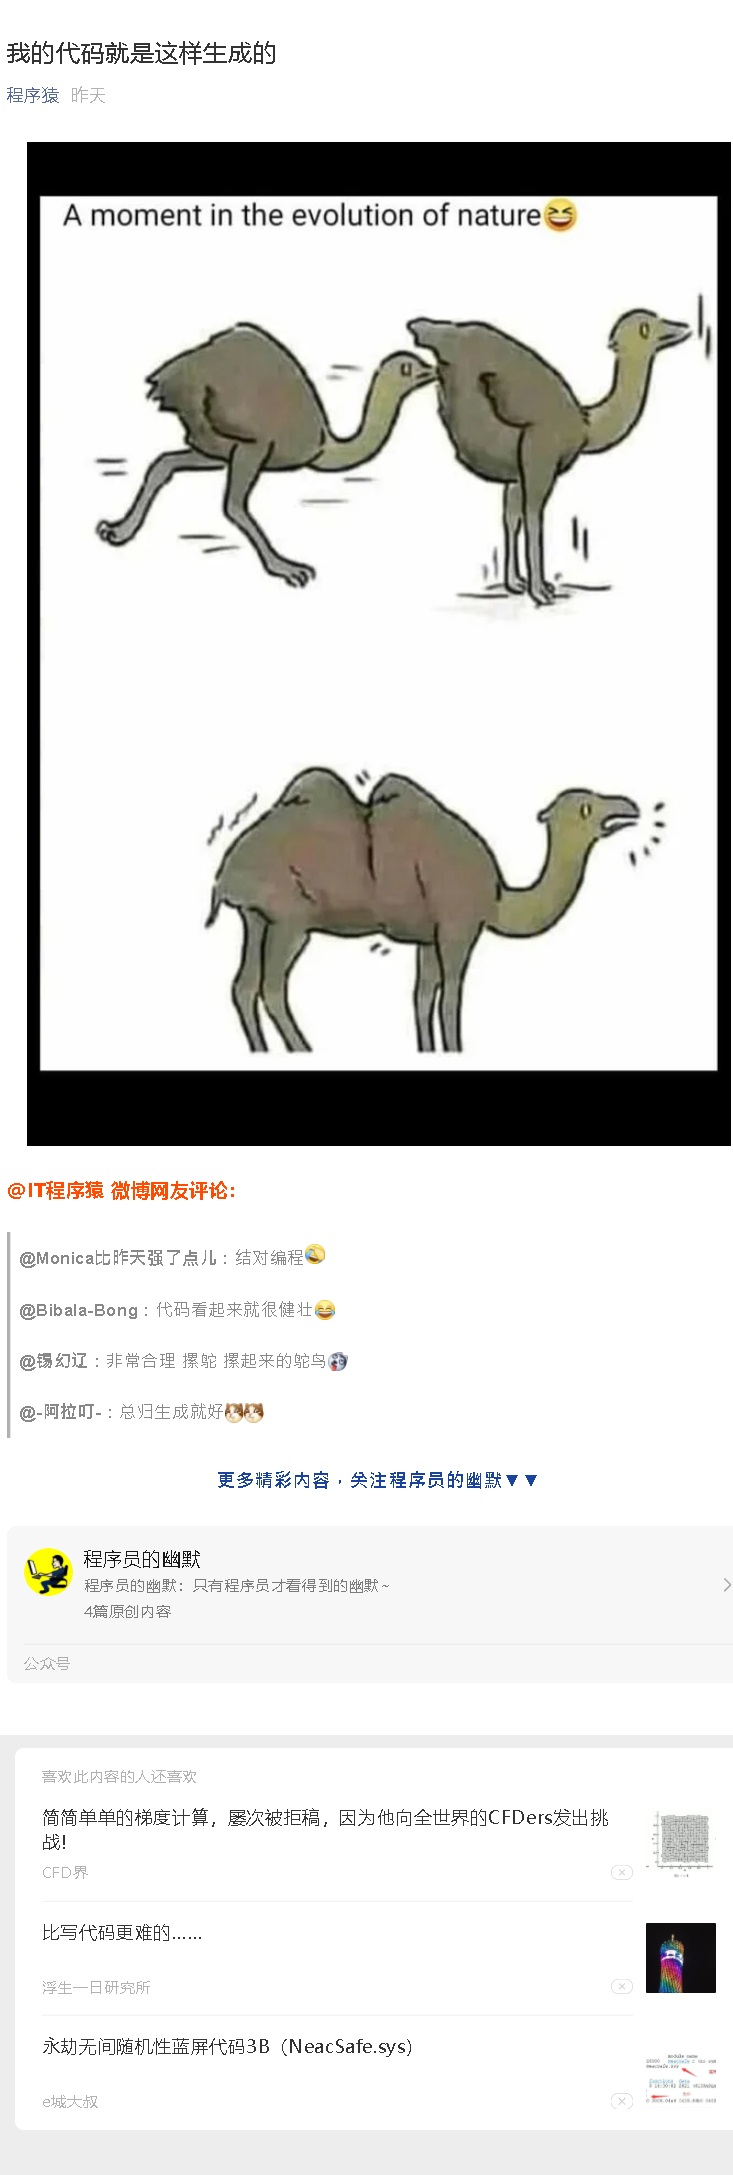 我的代码就是这样生成的
程序猿 昨天
A moment in the evolution of nature😆
@IT程序猿 微博网友评论：
@Monica比昨天强了点儿：结对编程
@Bibala-Bong：代码看起来就很健壮😂
@锡幻辽：非常合理 摞鸵 摞起来的鸵鸟
@-阿拉叮-：总归生成就好
更多精彩内容，关注程序员的幽默▼▼
程序员的幽默
程序员的幽默：只有程序员才看得到的幽默~
4篇原创内容
公众号
喜欢此内容的人还喜欢
简简单单的梯度计算，屡次被拒稿，因为他向全世界的CFDers发出挑
战!
CFD界
比写代码更难的……
浮生一日研究所
永劫无间随机性蓝屏代码3B（NeacSafe.sys）
e城大叔